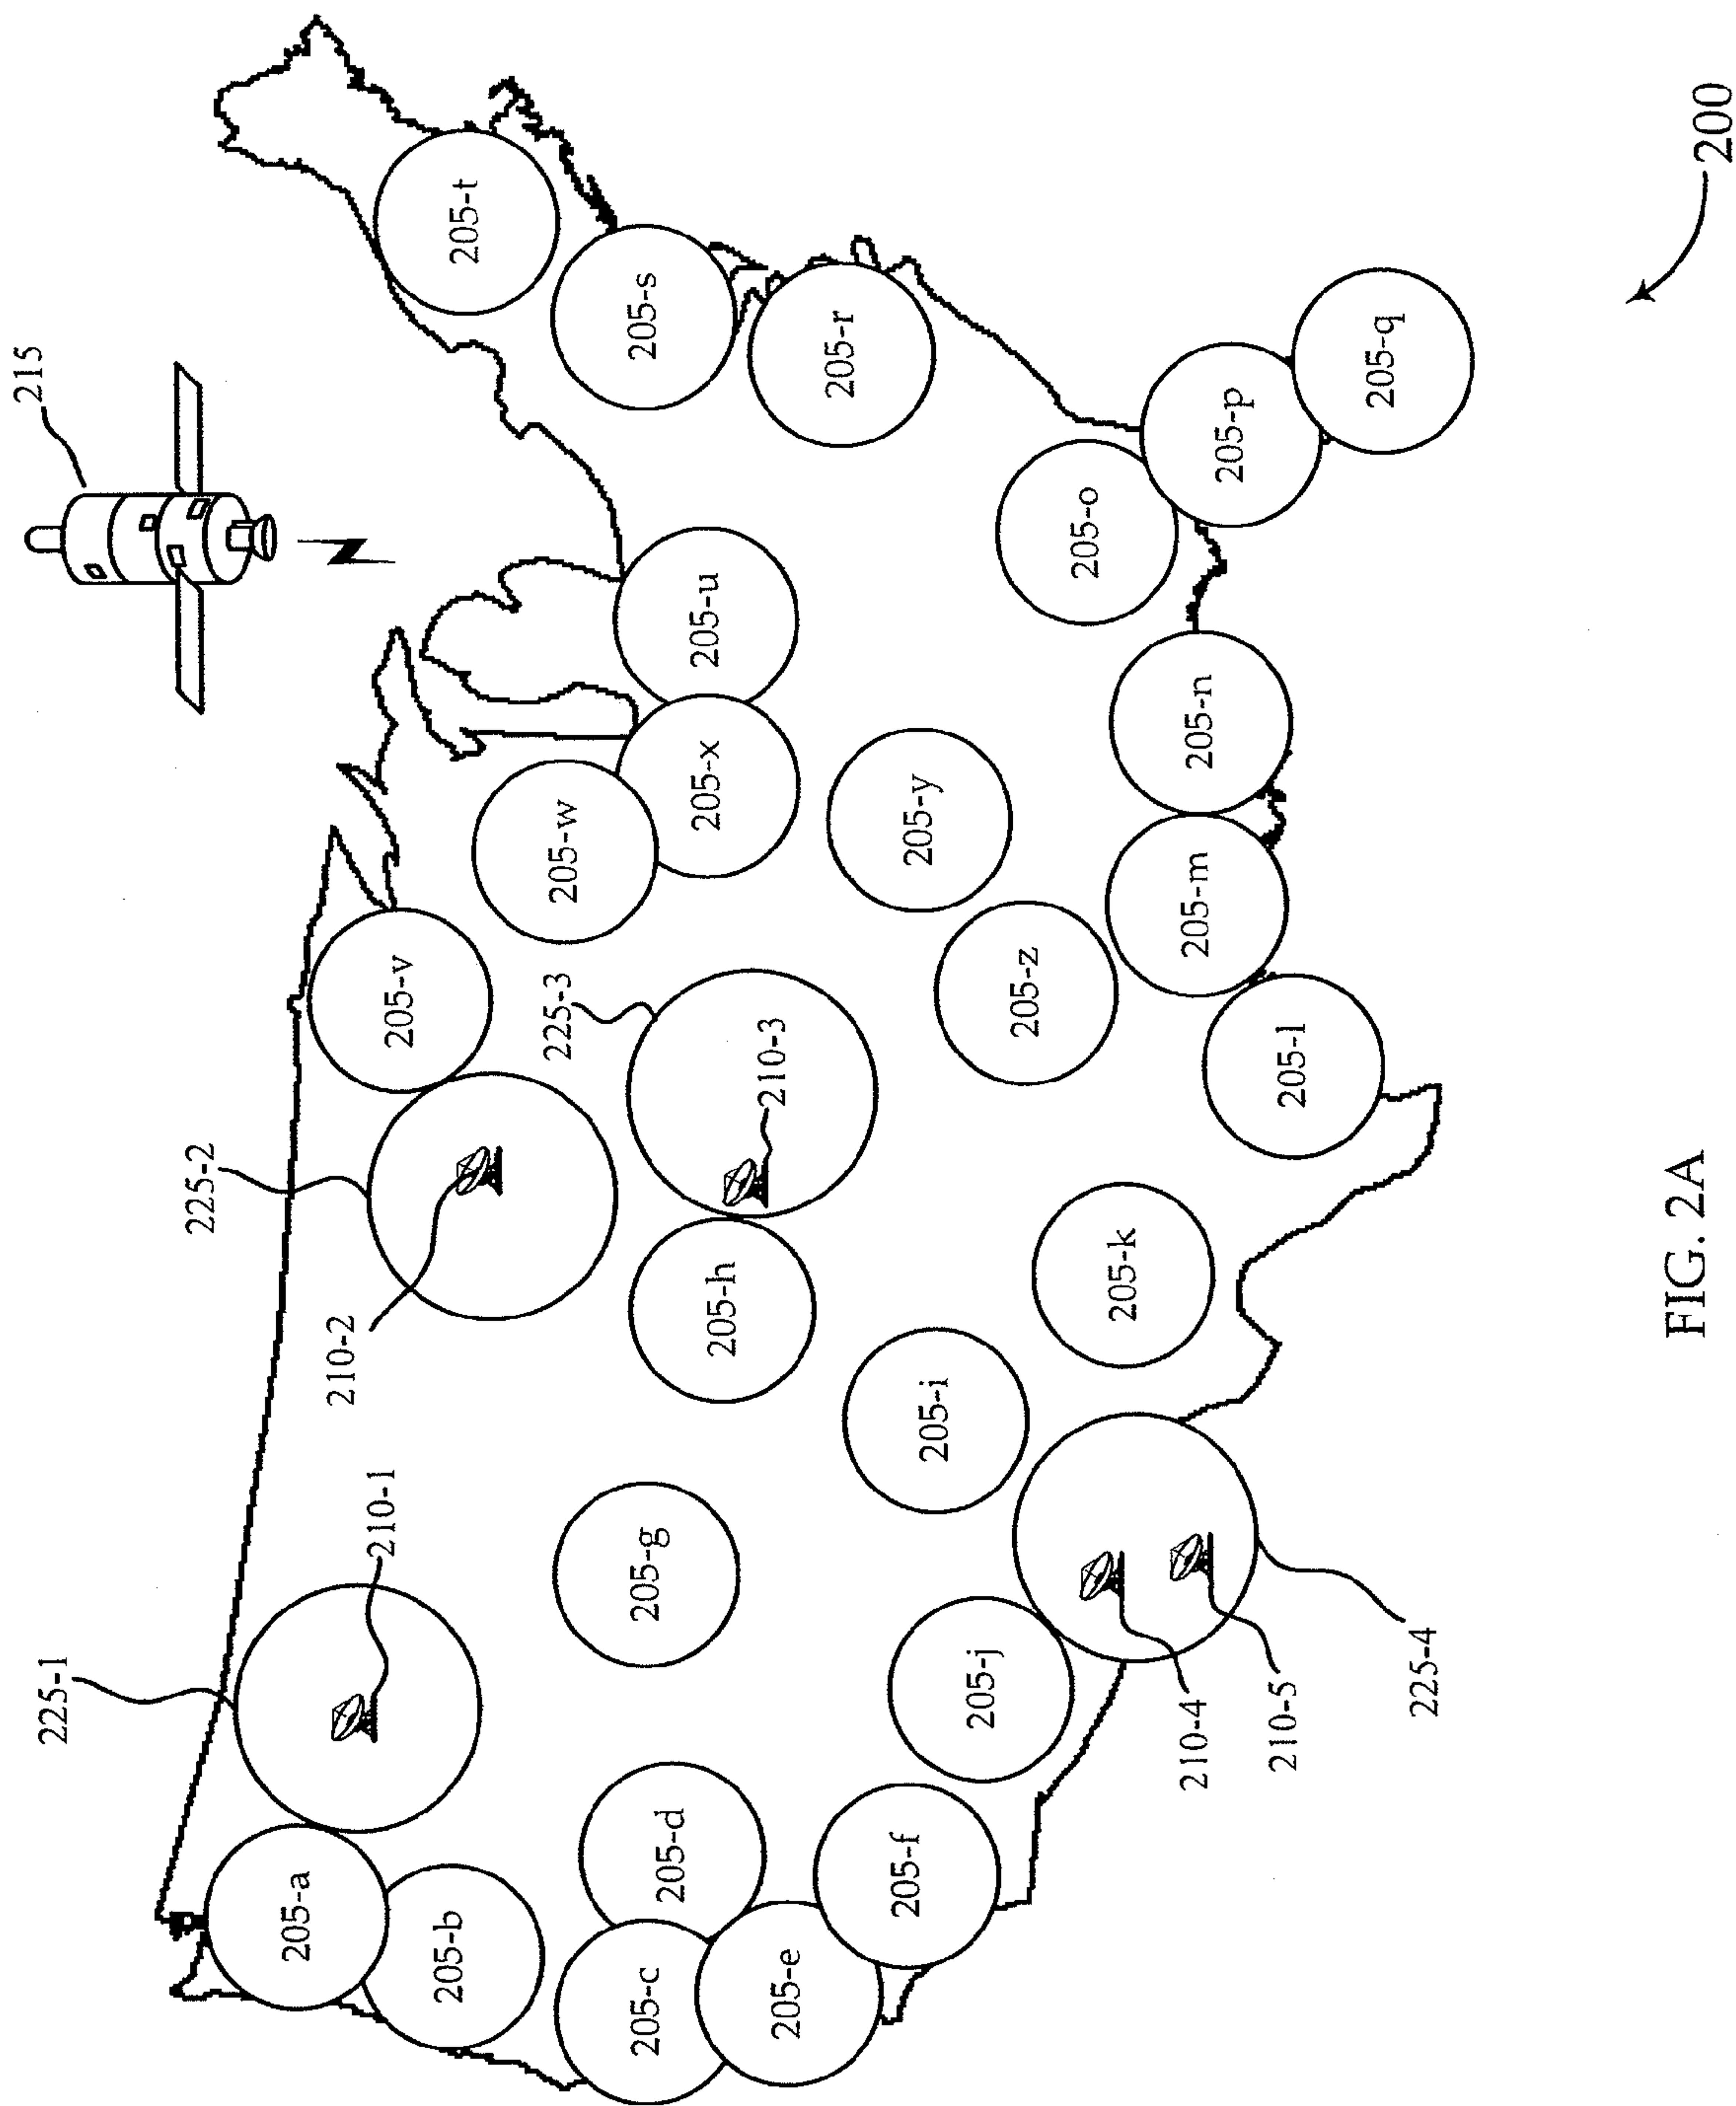 215
225-1
210-1
225-2
210-2
225-3
210-3
205-a
205-b
205-c
205-d
205-e
205-f
205-g
205-h
205-i
205-j
205-k
205-l
205-m
205-n
205-o
205-p
205-q
205-r
205-s
205-t
205-u
205-v
205-w
205-x
205-y
205-z
210-4
210-5
225-4
200
FIG. 2A